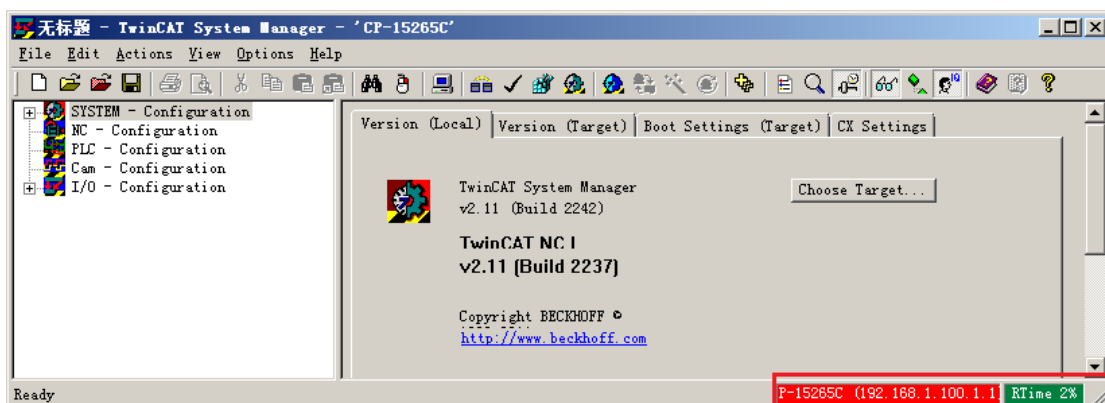 无标题 - TwinCAT System Manager - 'CP-15265C'
File Edit Actions View Options Help
SYSTEM - Configuration
NC - Configuration
PLC - Configuration
Cam - Configuration
I/O - Configuration
Version (Local) Version (Target) Boot Settings (Target) CX Settings
TwinCAT System Manager
v2.11 (Build 2242)
Choose Target...
TwinCAT NC I
v2.11 (Build 2237)
Copyright BECKHOFF ©
http://www.beckhoff.com
Ready
P-15265C (192.168.1.100.1.1) RTime 2%